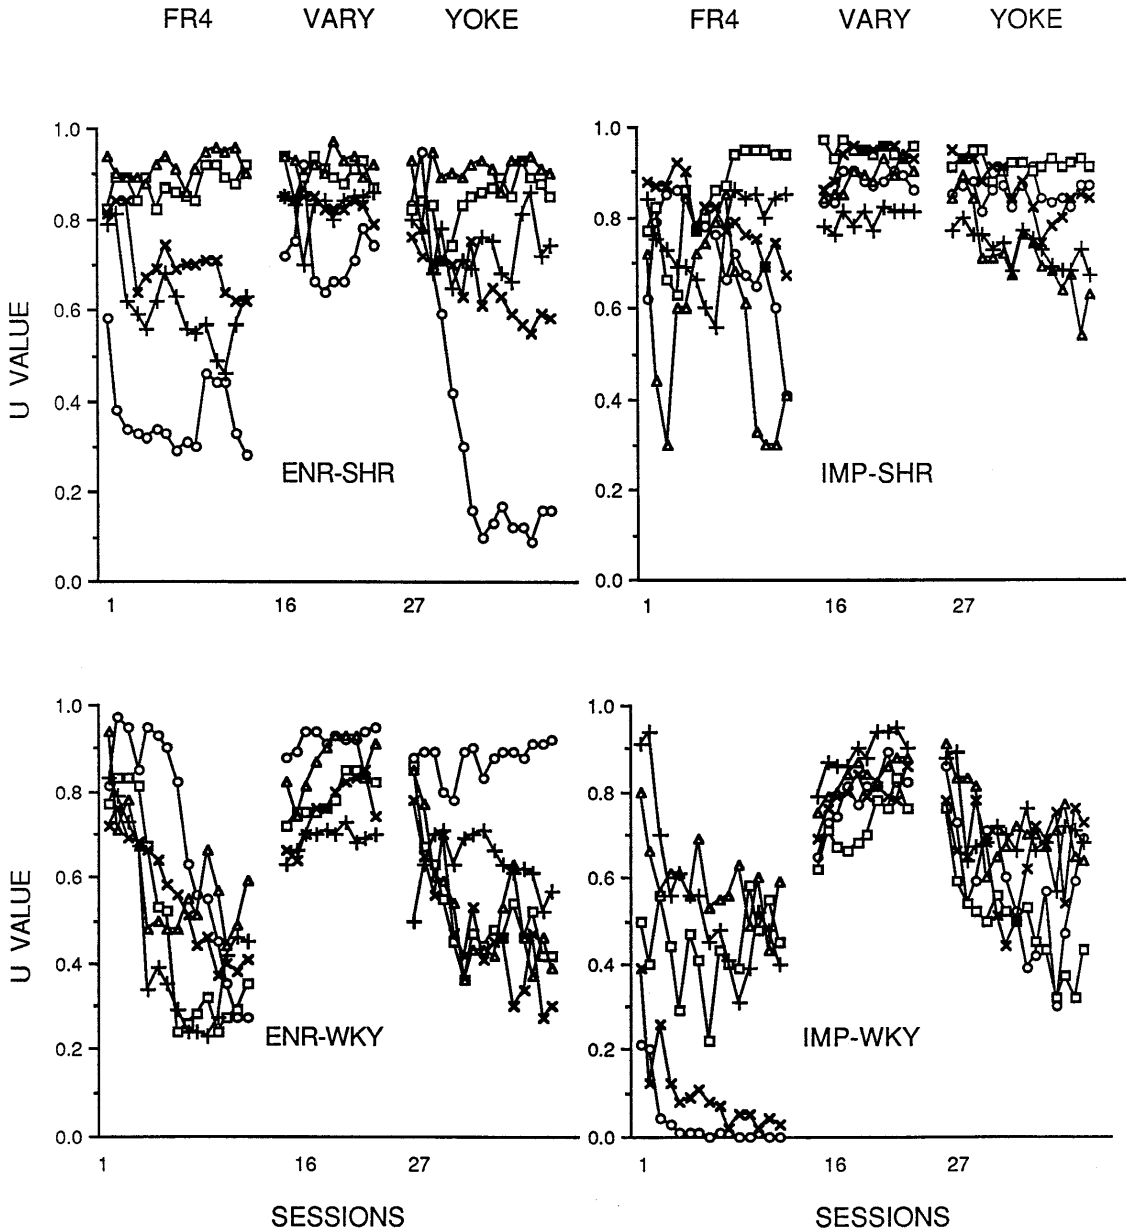 FR4 VARY YOKE FR4 VARY YOKE
1.0 1.0
0.8 0.8
0.6 0.6
0.4 0.4
ENR-SHR IMP-SHR
0.2 0.2
0.0 0.0
U VALUE
1 16 27 1 16 27
1.0 1.0
0.8 0.8
0.6 0.6
0.4 0.4
ENR-WKY IMP-WKY
0.2 0.2
0.0 0.0
U VALUE
1 16 27 1 16 27
SESSIONS SESSIONS